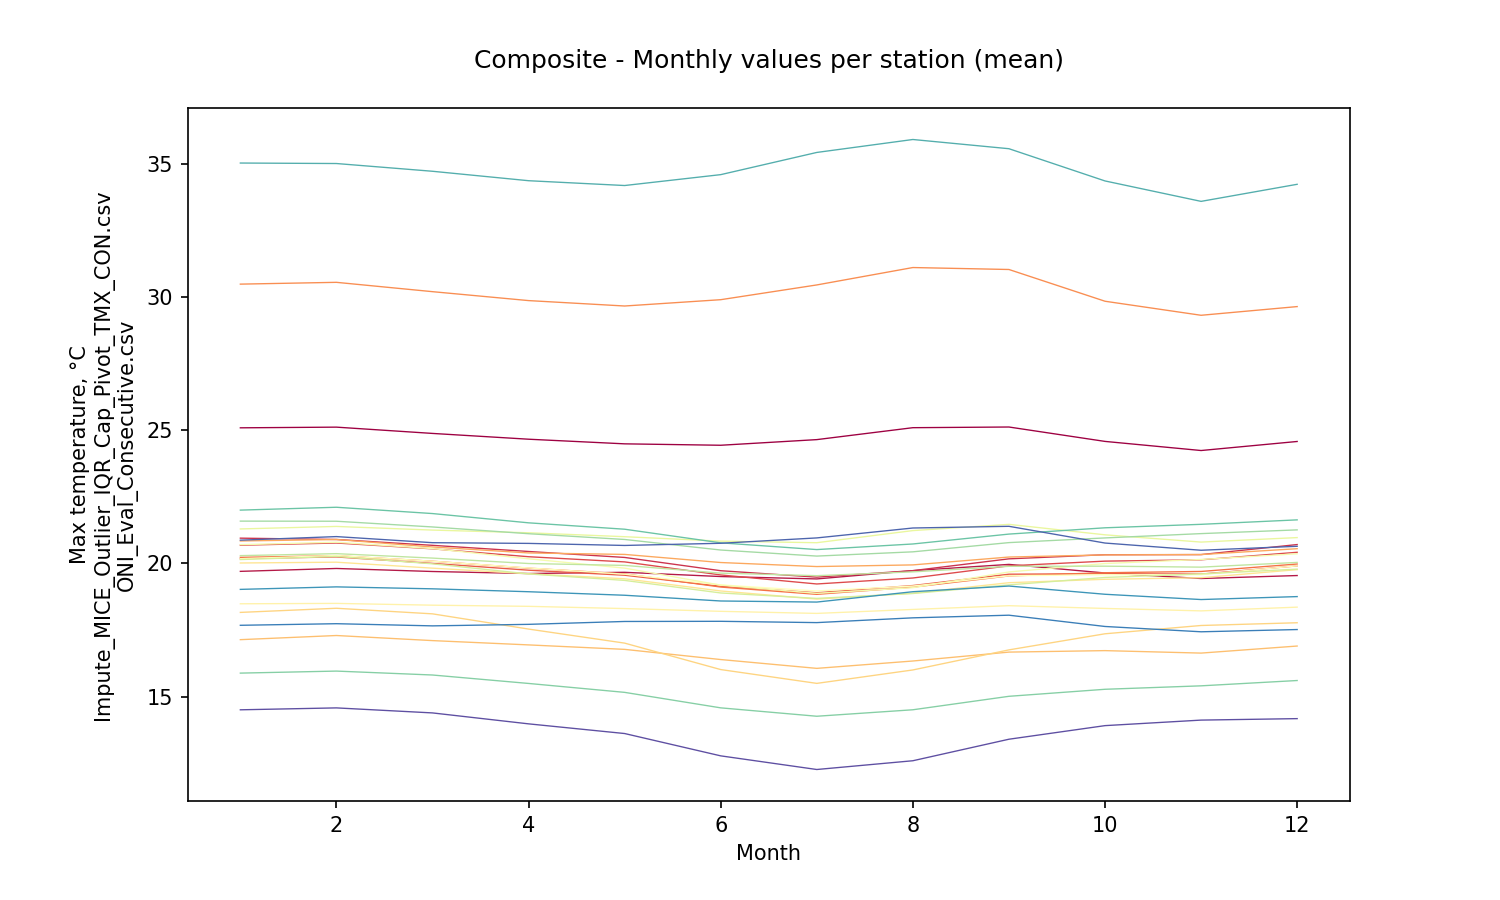 Composite - Monthly values per station (mean)
Max temperature, °C
Impute_MICE_Outlier_IQR_Cap_Pivot_TMX_CON.csv
ONI_Eval_Consecutive.csv
35
30
25
20
15
2 4 6 8 10 12
Month